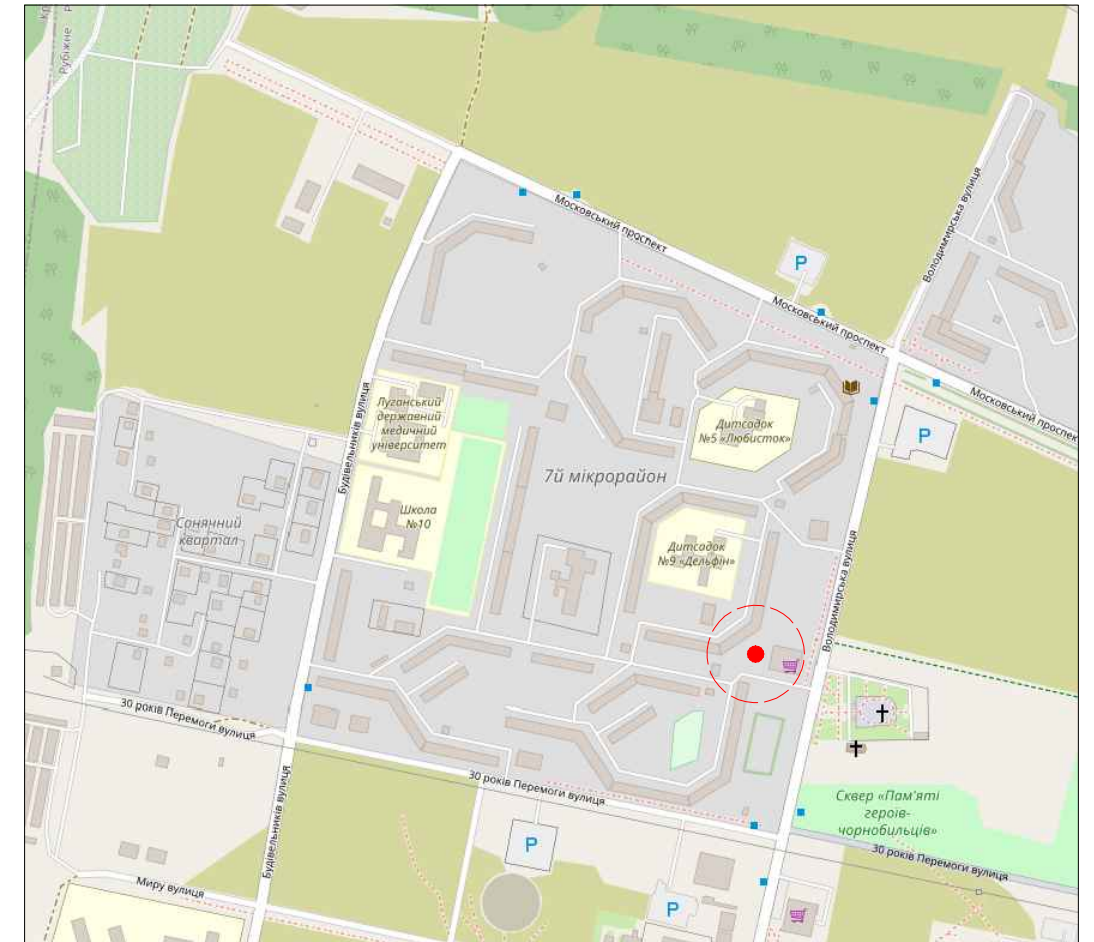 Рубіжне
Московський проспект
Володимирська вулиця
Московський проспект
Московський проспек
P
P
Будівельників вулиця
Луганський
державний
медичний
університет
Дитсадок
№5 «Любисток»
7й мікрорайон
Школа
№10
Сонячний
квартал
Дитсадок
№9 «Дельфін»
Володимирська вулиця
30 років Перемоги вулиця
30 років Перемоги вулиця
Сквер «Пам'яті
героїв-
чорнобильців»
Будівельників вулиця
P
30 років Перемоги вулиця
Миру вулиця
P